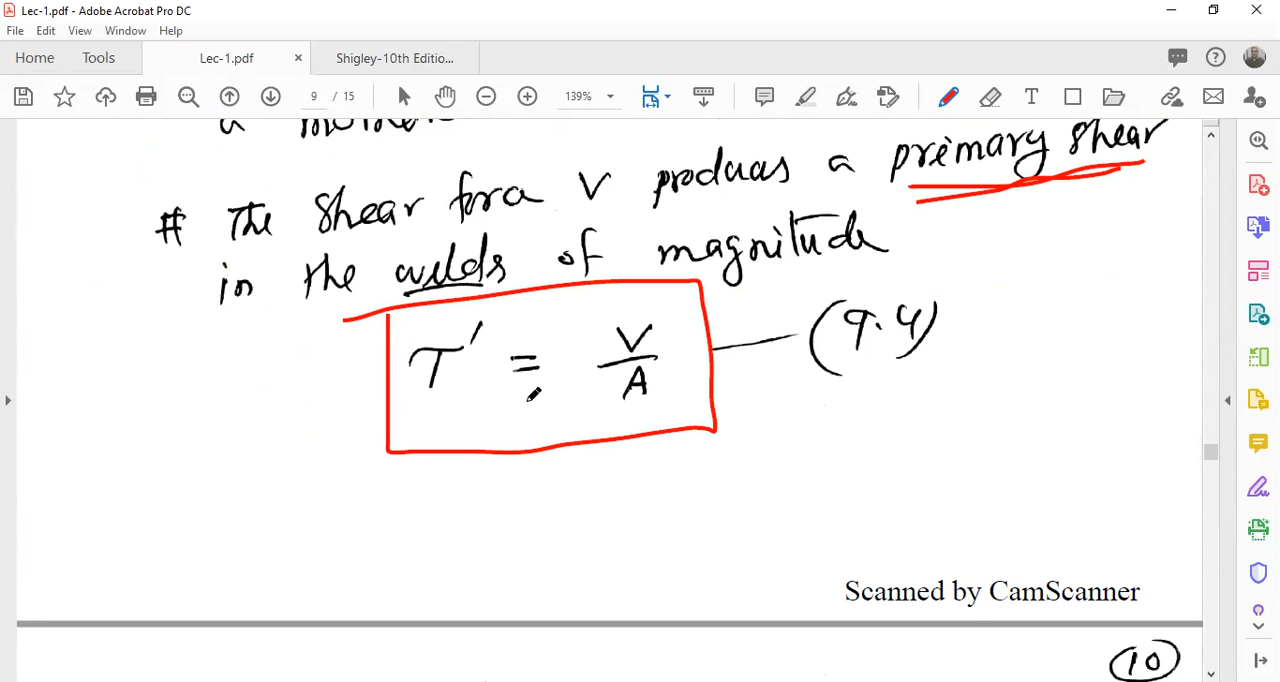 Lec-1.pdf - Adobe Acrobat Pro DC
File Edit View Window Help
Home Tools Lec-1.pdf Shigley-10th Editio...
9 / 15 139%
a
# The Shear force V produces a primary shear
in the welds of magnitude
τ' = V/A (9.4)
Scanned by CamScanner
10